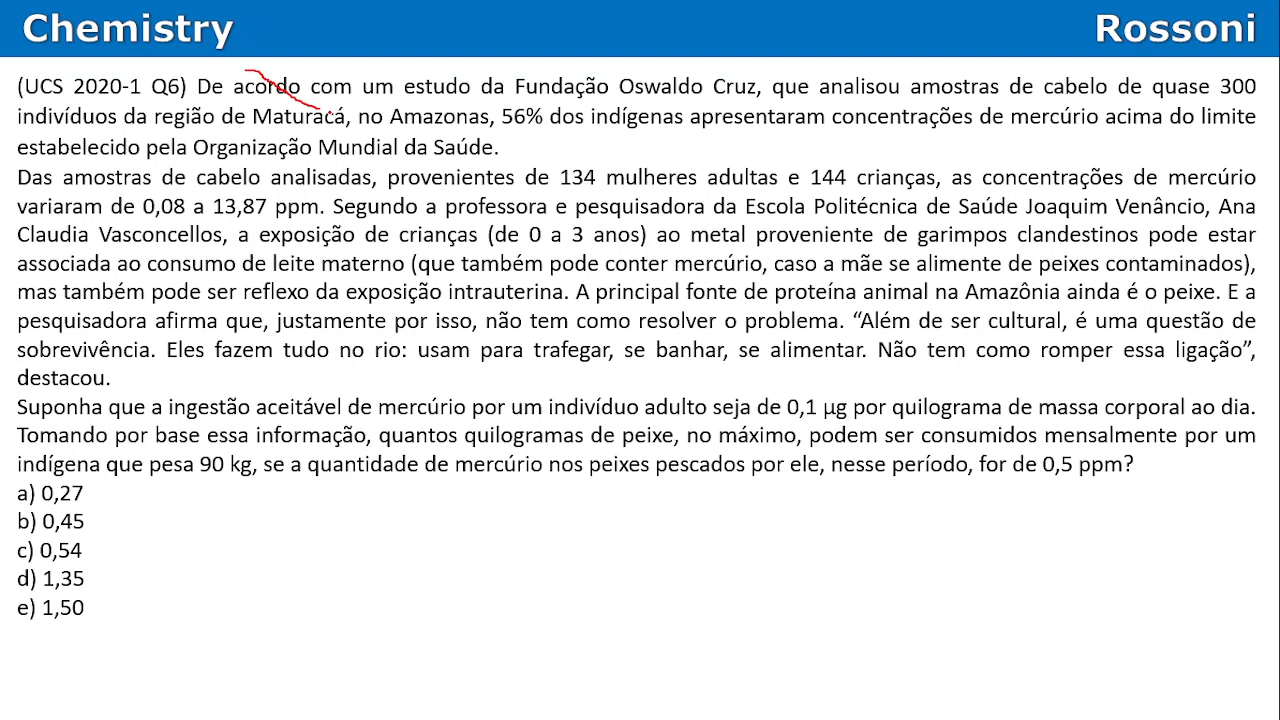 Chemistry
Rossoni
(UCS 2020-1 Q6) De acordo com um estudo da Fundação Oswaldo Cruz, que analisou amostras de cabelo de quase 300
indivíduos da região de Maturacá, no Amazonas, 56% dos indígenas apresentaram concentrações de mercúrio acima do limite
estabelecido pela Organização Mundial da Saúde.
Das amostras de cabelo analisadas, provenientes de 134 mulheres adultas e 144 crianças, as concentrações de mercúrio
variaram de 0,08 a 13,87 ppm. Segundo a professora e pesquisadora da Escola Politécnica de Saúde Joaquim Venâncio, Ana
Claudia Vasconcellos, a exposição de crianças (de 0 a 3 anos) ao metal proveniente de garimpos clandestinos pode estar
associada ao consumo de leite materno (que também pode conter mercúrio, caso a mãe se alimente de peixes contaminados),
mas também pode ser reflexo da exposição intrauterina. A principal fonte de proteína animal na Amazônia ainda é o peixe. E a
pesquisadora afirma que, justamente por isso, não tem como resolver o problema. “Além de ser cultural, é uma questão de
sobrevivência. Eles fazem tudo no rio: usam para trafegar, se banhar, se alimentar. Não tem como romper essa ligação”,
destacou.
Suponha que a ingestão aceitável de mercúrio por um indivíduo adulto seja de 0,1 µg por quilograma de massa corporal ao dia.
Tomando por base essa informação, quantos quilogramas de peixe, no máximo, podem ser consumidos mensalmente por um
indígena que pesa 90 kg, se a quantidade de mercúrio nos peixes pescados por ele, nesse período, for de 0,5 ppm?
a) 0,27
b) 0,45
c) 0,54
d) 1,35
e) 1,50